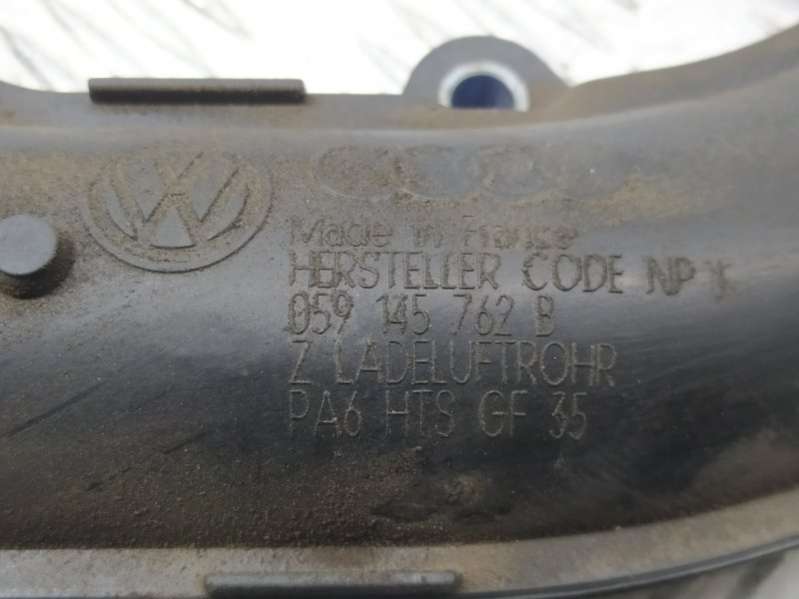 Made in France
HERSTELLER CODE NP
059 145 762 B
Z LADELUFTROHR
PA6 HTS GF 35